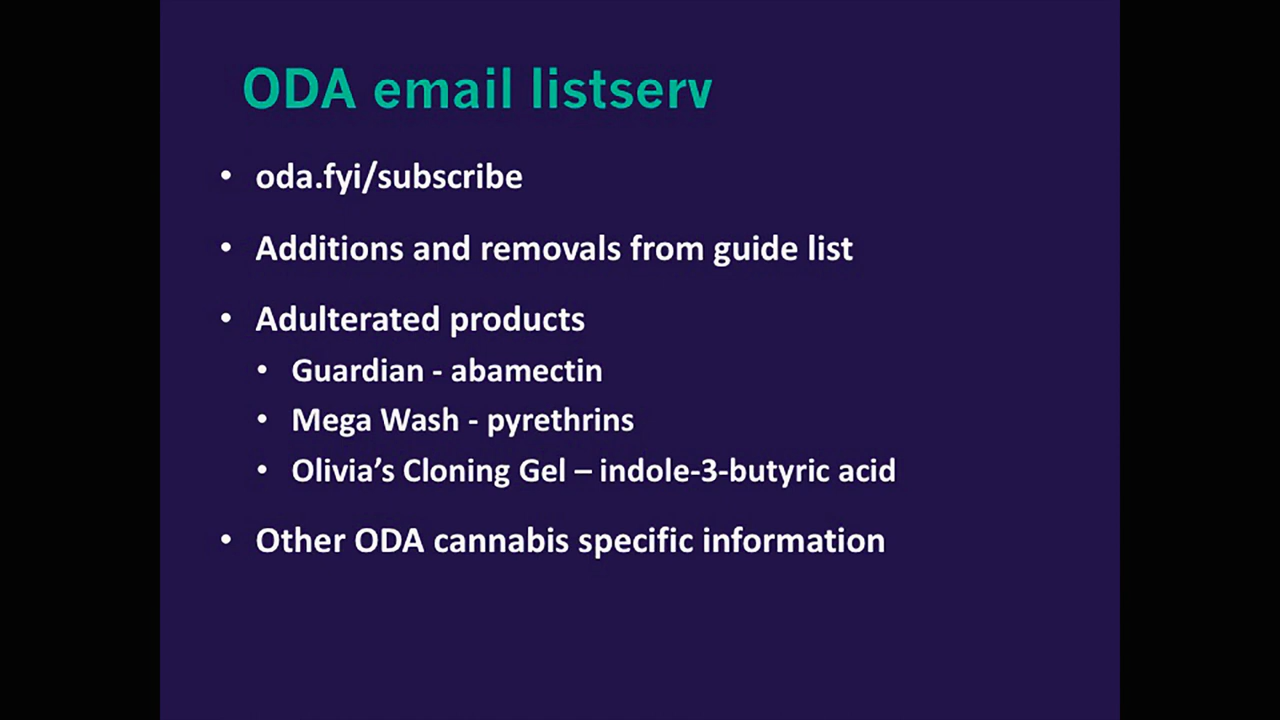 ODA email listserv
• oda.fyi/subscribe
• Additions and removals from guide list
• Adulterated products
• Guardian - abamectin
• Mega Wash - pyrethrins
• Olivia’s Cloning Gel – indole-3-butyric acid
• Other ODA cannabis specific information